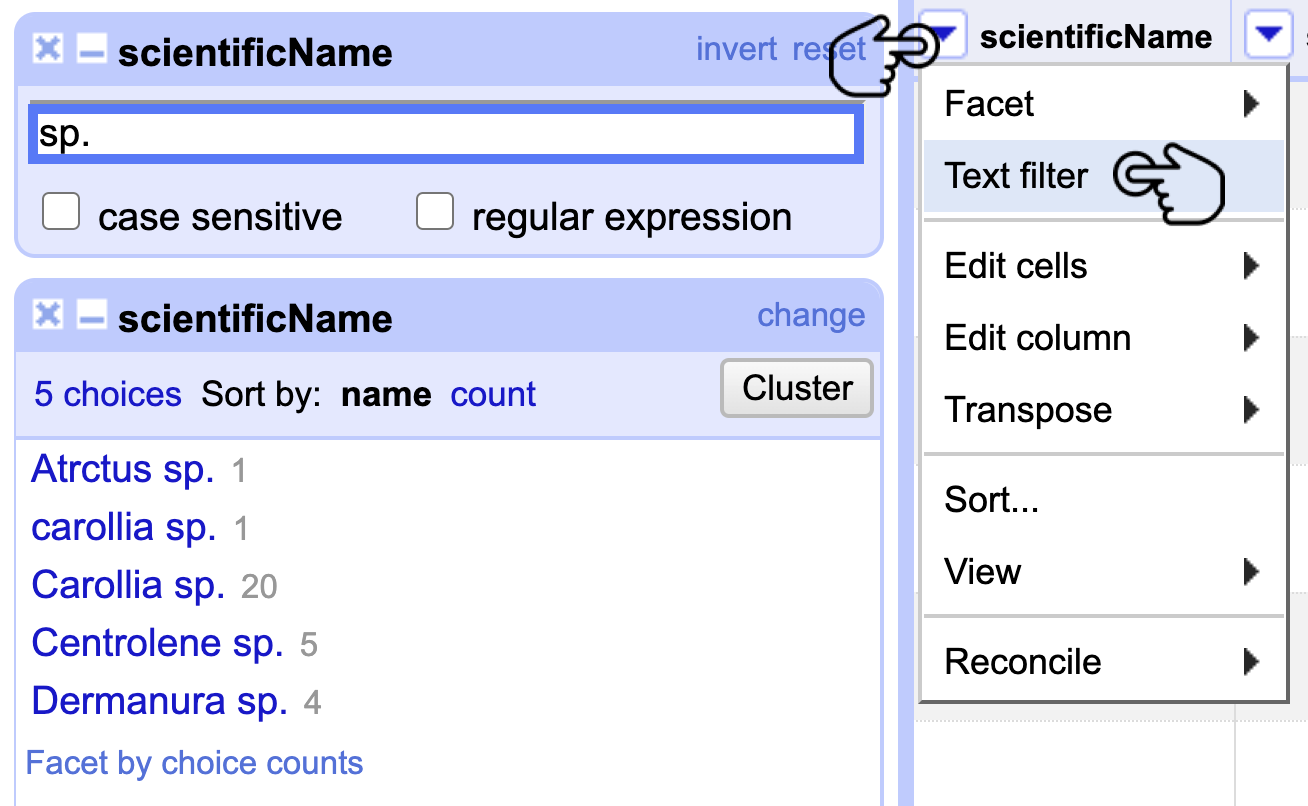 scientificName invert reset
sp.
case sensitive regular expression
scientificName change
5 choices Sort by: name count Cluster
Atrctus sp. 1
carollia sp. 1
Carollia sp. 20
Centrolene sp. 5
Dermanura sp. 4
Facet by choice counts
scientificName
Facet
Text filter
Edit cells
Edit column
Transpose
Sort...
View
Reconcile